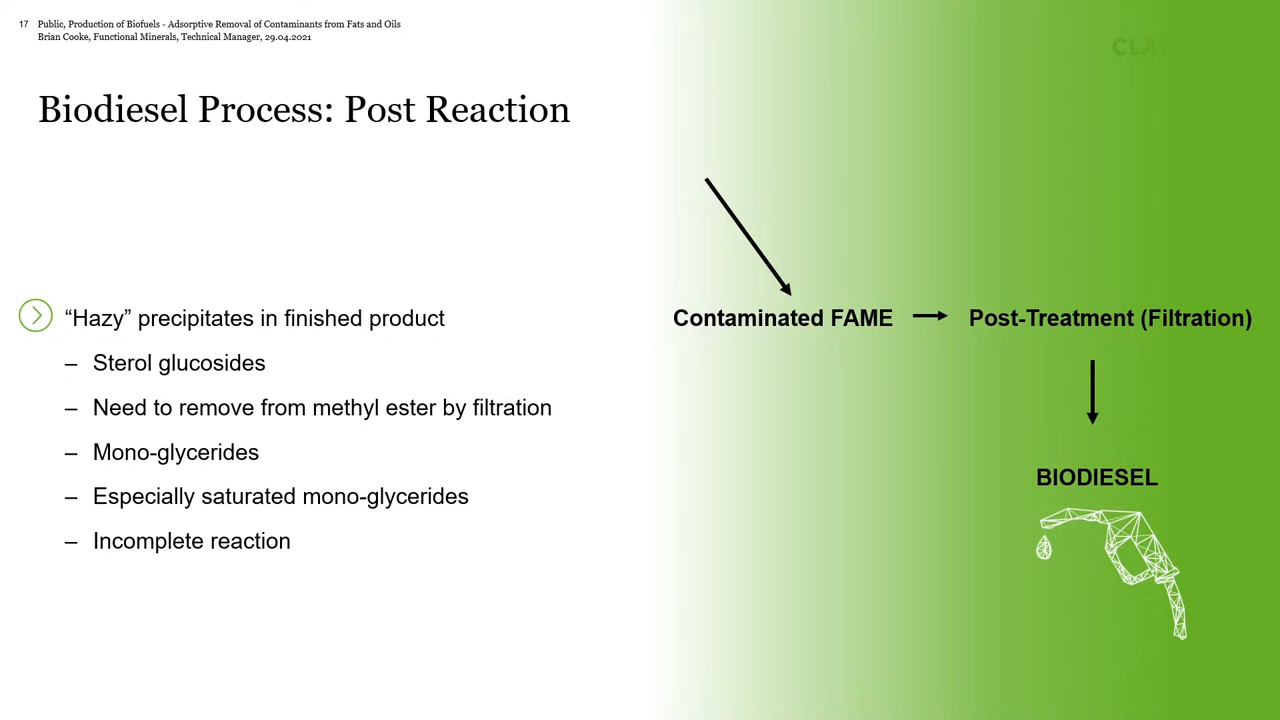 17 Public, Production of Biofuels - Adsorptive Removal of Contaminants from Fats and Oils
Brian Cooke, Functional Minerals, Technical Manager, 29.04.2021
Biodiesel Process: Post Reaction
“Hazy” precipitates in finished product
– Sterol glucosides
– Need to remove from methyl ester by filtration
– Mono-glycerides
– Especially saturated mono-glycerides
– Incomplete reaction
Contaminated FAME
Post-Treatment (Filtration)
BIODIESEL